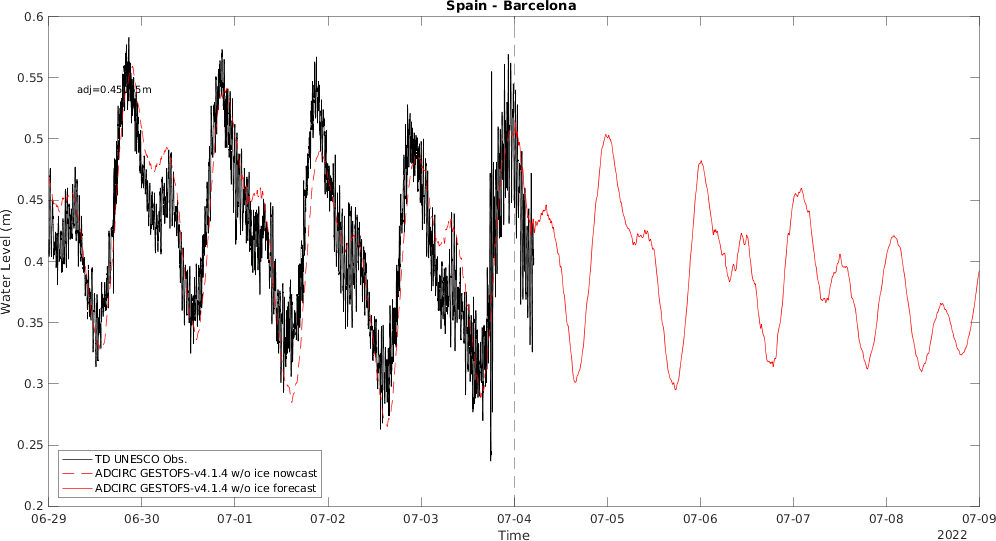 Spain - Barcelona
0.6
0.55
0.5
0.45
0.4
0.35
0.3
0.25
0.2
Water Level (m)
TD UNESCO Obs.
ADCIRC GESTOFS-v4.1.4 w/o ice nowcast
ADCIRC GESTOFS-v4.1.4 w/o ice forecast
06-29 06-30 07-01 07-02 07-03 07-04 07-05 07-06 07-07 07-08 07-09
Time
2022